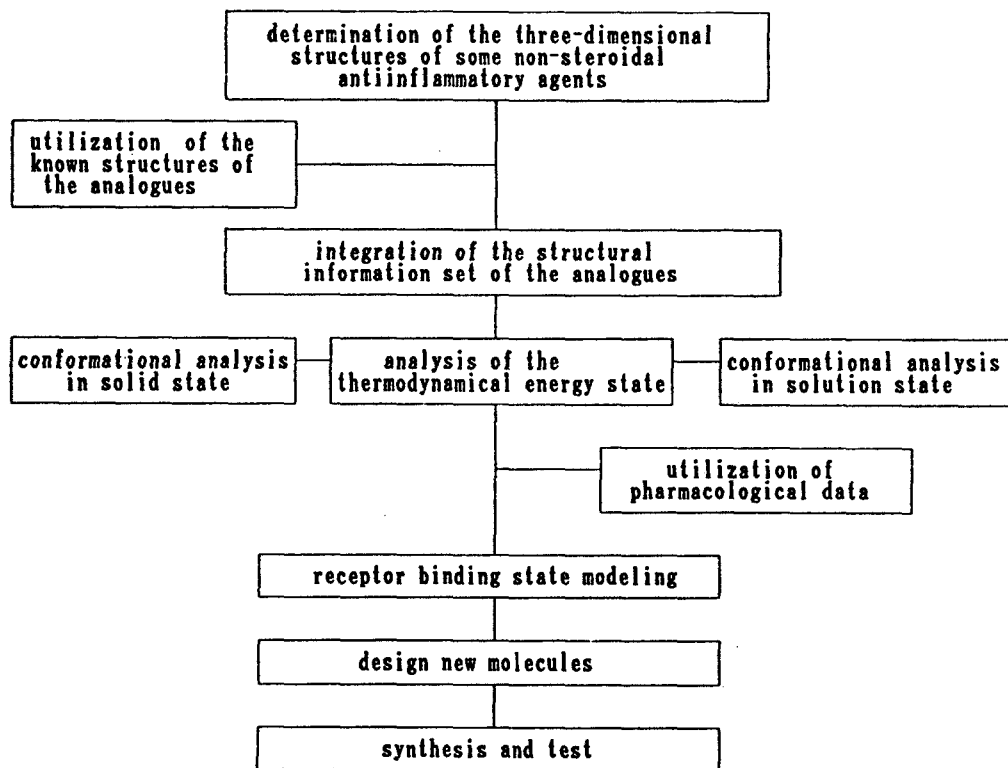 determination of the three-dimensional
structures of some non-steroidal
antiinflammatory agents
utilization of the
known structures of
the analogues
integration of the structural
information set of the analogues
conformational analysis
in solid state
analysis of the
thermodynamical energy state
conformational analysis
in solution state
utilization of
pharmacological data
receptor binding state modeling
design new molecules
synthesis and test